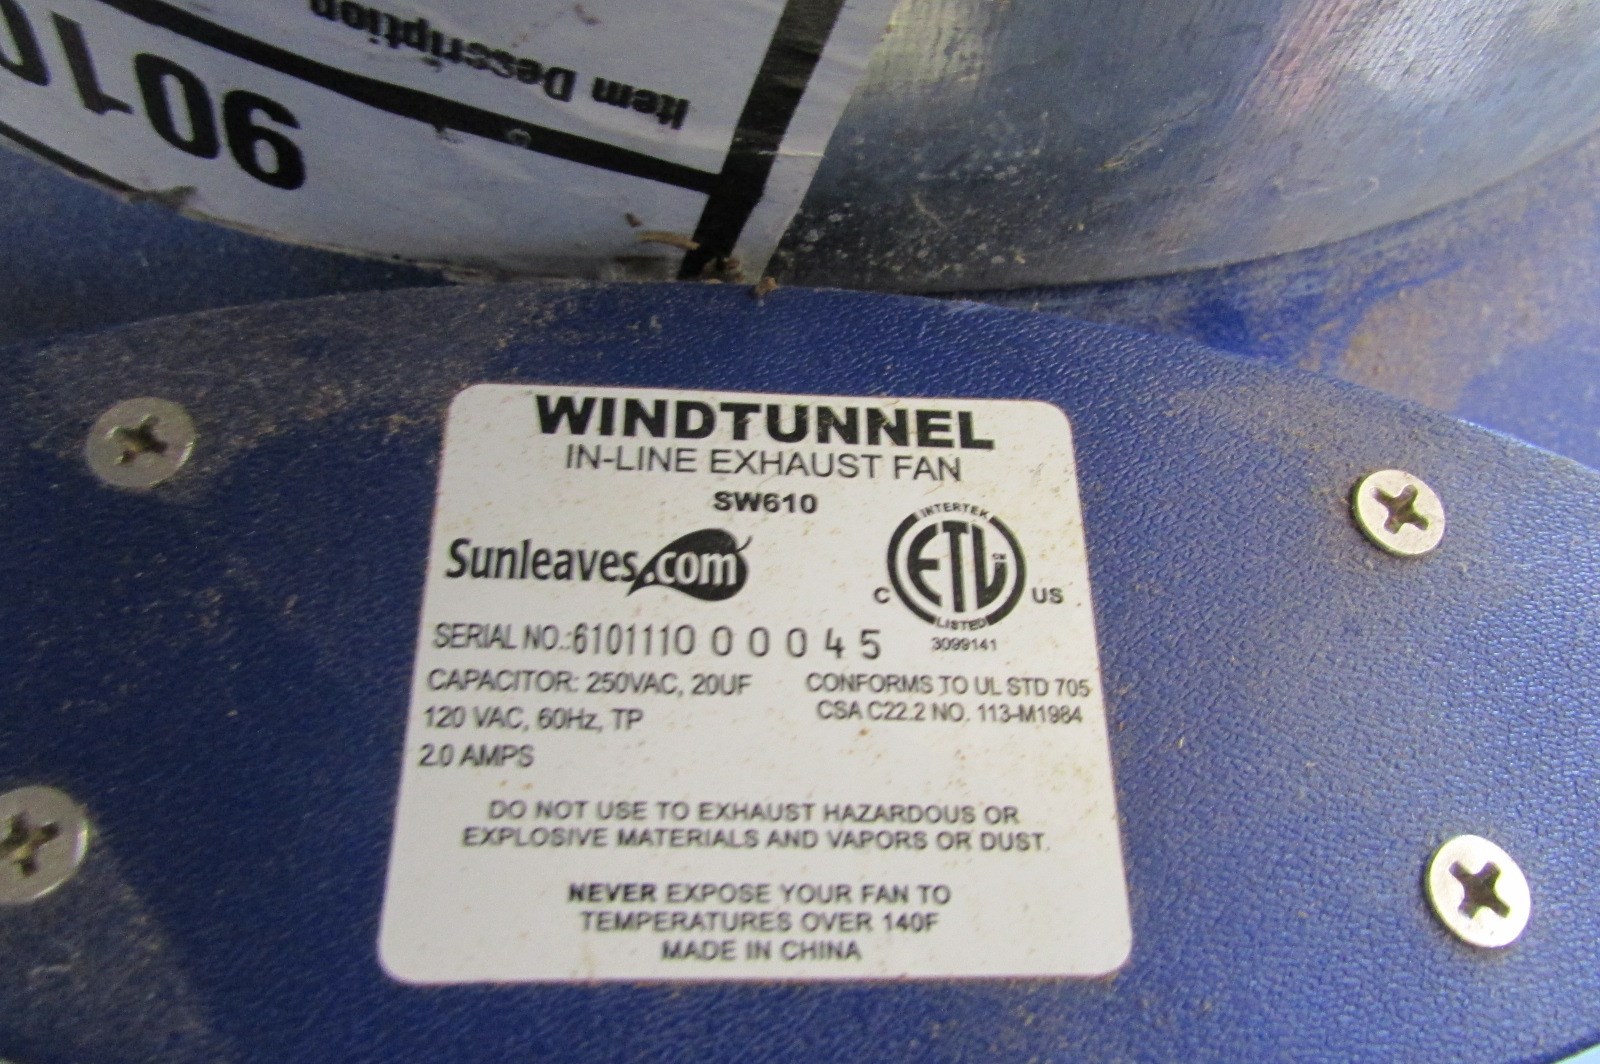 Item Description
9010
WINDTUNNEL
IN-LINE EXHAUST FAN
SW610
Sunleaves.com
INTERTEK
ETL CM
C US
LISTED
3099141
SERIAL NO.:6101110 0 0 0 4 5
CAPACITOR: 250VAC, 20UF
120 VAC, 60Hz, TP
2.0 AMPS
CONFORMS TO UL STD 705
CSA C22.2 NO. 113-M1984
DO NOT USE TO EXHAUST HAZARDOUS OR
EXPLOSIVE MATERIALS AND VAPORS OR DUST.
NEVER EXPOSE YOUR FAN TO
TEMPERATURES OVER 140F
MADE IN CHINA